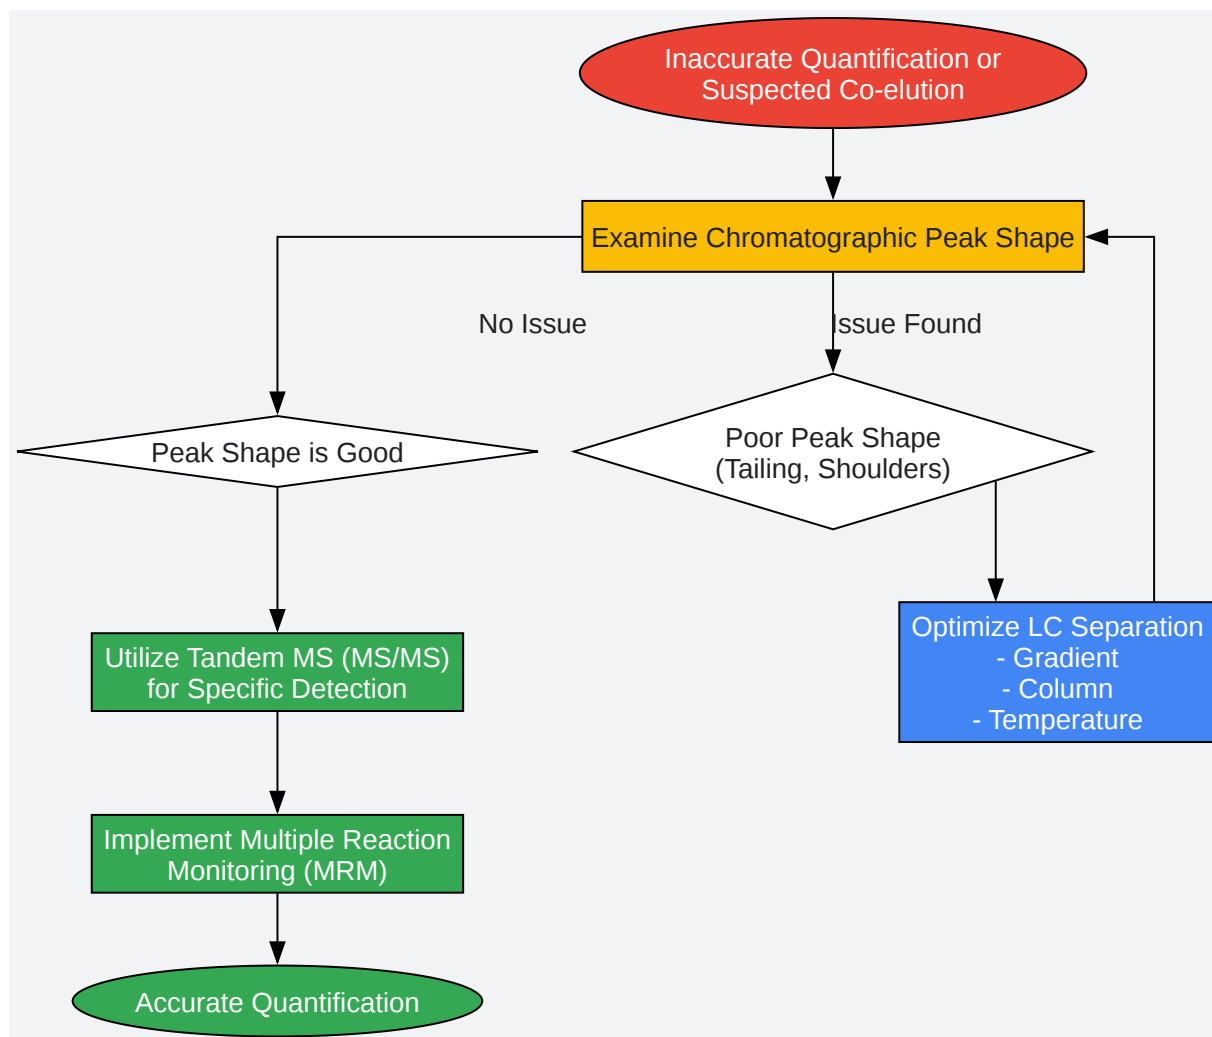 Inaccurate Quantification or
Suspected Co-elution
Examine Chromatographic Peak Shape
No Issue
Issue Found
Peak Shape is Good
Poor Peak Shape
(Tailing, Shoulders)
Utilize Tandem MS (MS/MS)
for Specific Detection
Optimize LC Separation
- Gradient
- Column
- Temperature
Implement Multiple Reaction
Monitoring (MRM)
Accurate Quantification